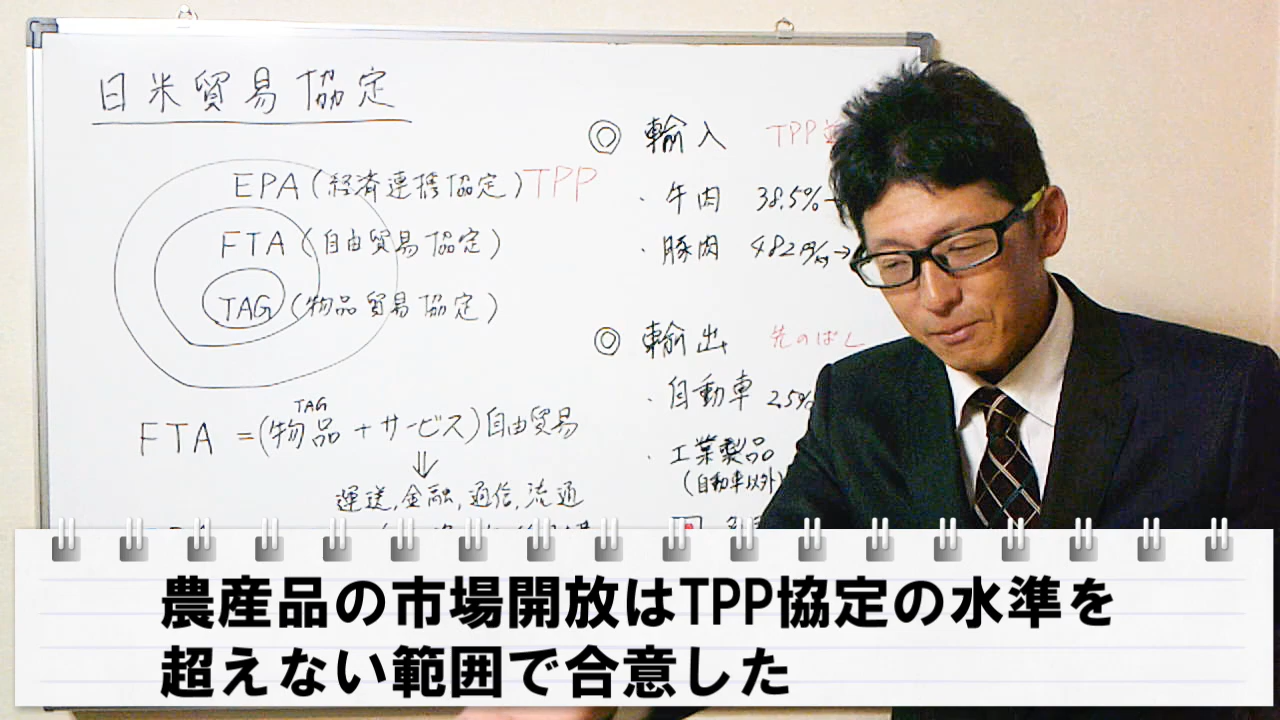 日米貿易協定
EPA(経済連携協定)TPP
FTA(自由貿易協定)
TAG(物品貿易協定)
TAG
FTA=(物品+サービス)自由貿易
⇓
運送,金融,通信,流通
◎ 輸入 TPP並
・牛肉 38.5%→
・豚肉 482円/kg→
◎ 輸出 先のばし
・自動車 2.5%
・工業製品
(自動車以外)
農産品の市場開放はTPP協定の水準を
超えない範囲で合意した